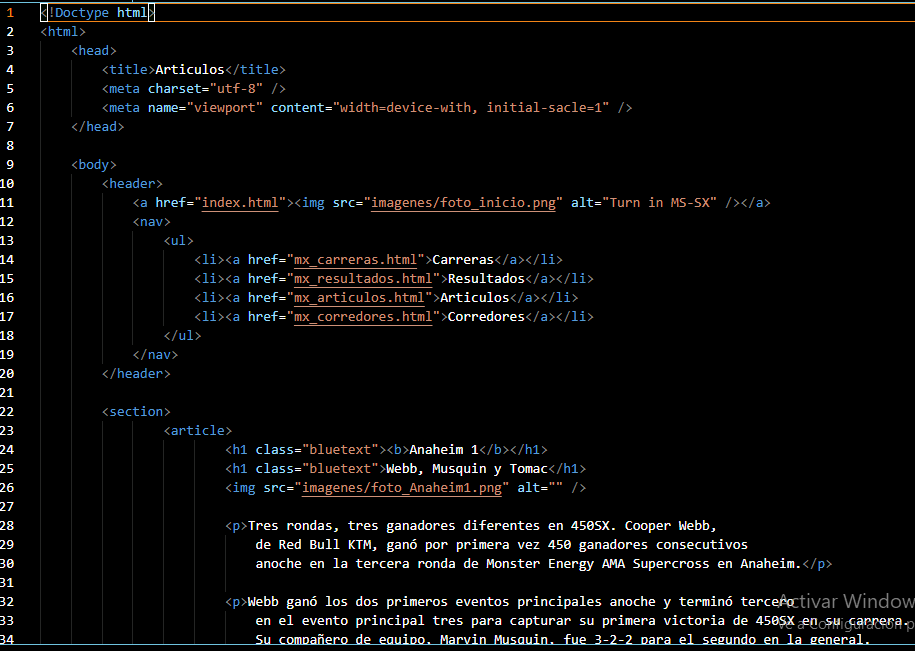 1 <!Doctype html>
2 <html>
3 <head>
4 <title>Articulos</title>
5 <meta charset="utf-8" />
6 <meta name="viewport" content="width=device-with, initial-sacle=1" />
7 </head>
8
9 <body>
10 <header>
11 <a href="index.html"><img src="imagenes/foto_inicio.png" alt="Turn in MS-SX" /></a>
12 <nav>
13 <ul>
14 <li><a href="mx_carreras.html">Carreras</a></li>
15 <li><a href="mx_resultados.html">Resultados</a></li>
16 <li><a href="mx_articulos.html">Articulos</a></li>
17 <li><a href="mx_corredores.html">Corredores</a></li>
18 </ul>
19 </nav>
20 </header>
21
22 <section>
23 <article>
24 <h1 class="bluetext"><b>Anaheim 1</b></h1>
25 <h1 class="bluetext">Webb, Musquin y Tomac</h1>
26 <img src="imagenes/foto_Anaheim1.png" alt="" />
27
28 <p>Tres rondas, tres ganadores diferentes en 450SX. Cooper Webb,
29 de Red Bull KTM, ganó por primera vez 450 ganadores consecutivos
30 anoche en la tercera ronda de Monster Energy AMA Supercross en Anaheim.</p>
31
32 <p>Webb ganó los dos primeros eventos principales anoche y terminó tercero
Activar Window
33 en el evento principal tres para capturar su primera victoria de 450SX en su carrera.
Ve a Configuración p
34 Su compañero de equipo, Marvin Musquin, fue 3-2-2 para el segundo en la general.